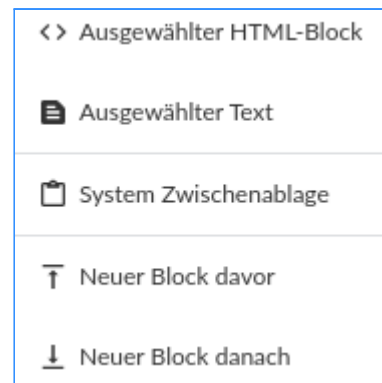 Ausgewählter HTML-Block
Ausgewählter Text
System Zwischenablage
Neuer Block davor
Neuer Block danach